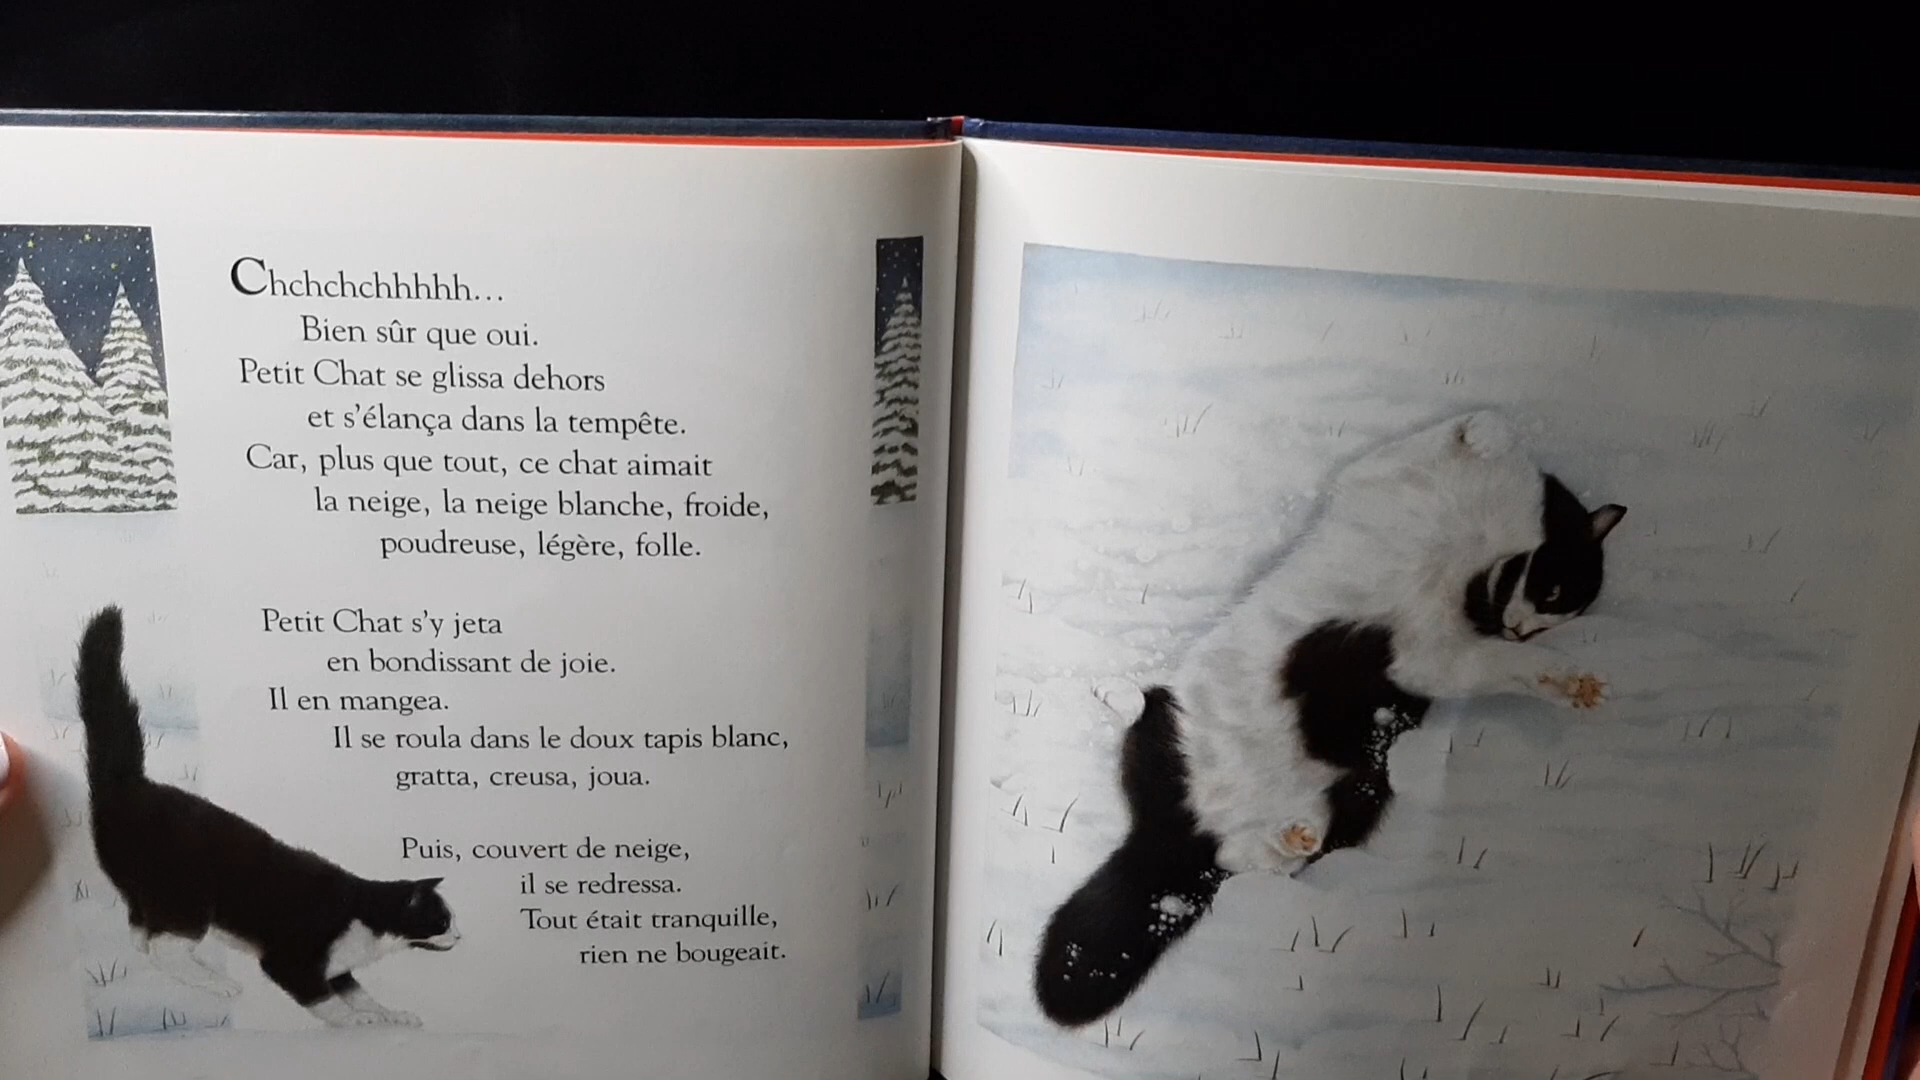 Chchchchhhhh...
Bien sûr que oui.
Petit Chat se glissa dehors
et s'élança dans la tempête.
Car, plus que tout, ce chat aimait
la neige, la neige blanche, froide,
poudreuse, légère, folle.
Petit Chat s'y jeta
en bondissant de joie.
Il en mangea.
Il se roula dans le doux tapis blanc,
gratta, creusa, joua.
Puis, couvert de neige,
il se redressa.
Tout était tranquille,
rien ne bougeait.